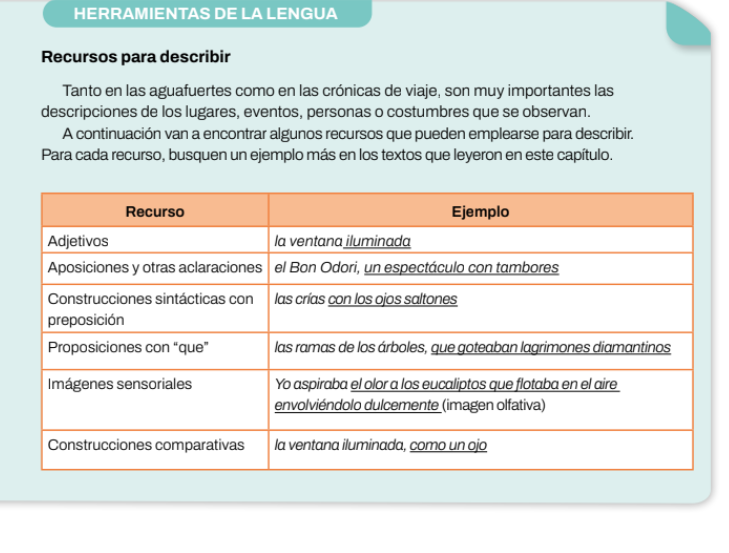 HERRAMIENTAS DE LA LENGUA
Recursos para describir
Tanto en las aguafuertes como en las crónicas de viaje, son muy importantes las
descripciones de los lugares, eventos, personas o costumbres que se observan.
A continuación van a encontrar algunos recursos que pueden emplearse para describir.
Para cada recurso, busquen un ejemplo más en los textos que leyeron en este capítulo.
Recurso Ejemplo
Adjetivos la ventana iluminada
Aposiciones y otras aclaraciones el Bon Odori, un espectáculo con tambores
Construcciones sintácticas con las crías con los ojos saltones
preposición
Proposiciones con “que” las ramas de los árboles, que goteaban lagrimones diamantinos
Imágenes sensoriales Yo aspiraba el olor a los eucaliptos que flotaba en el aire
envolviéndolo dulcemente (imagen olfativa)
Construcciones comparativas la ventana iluminada, como un ojo